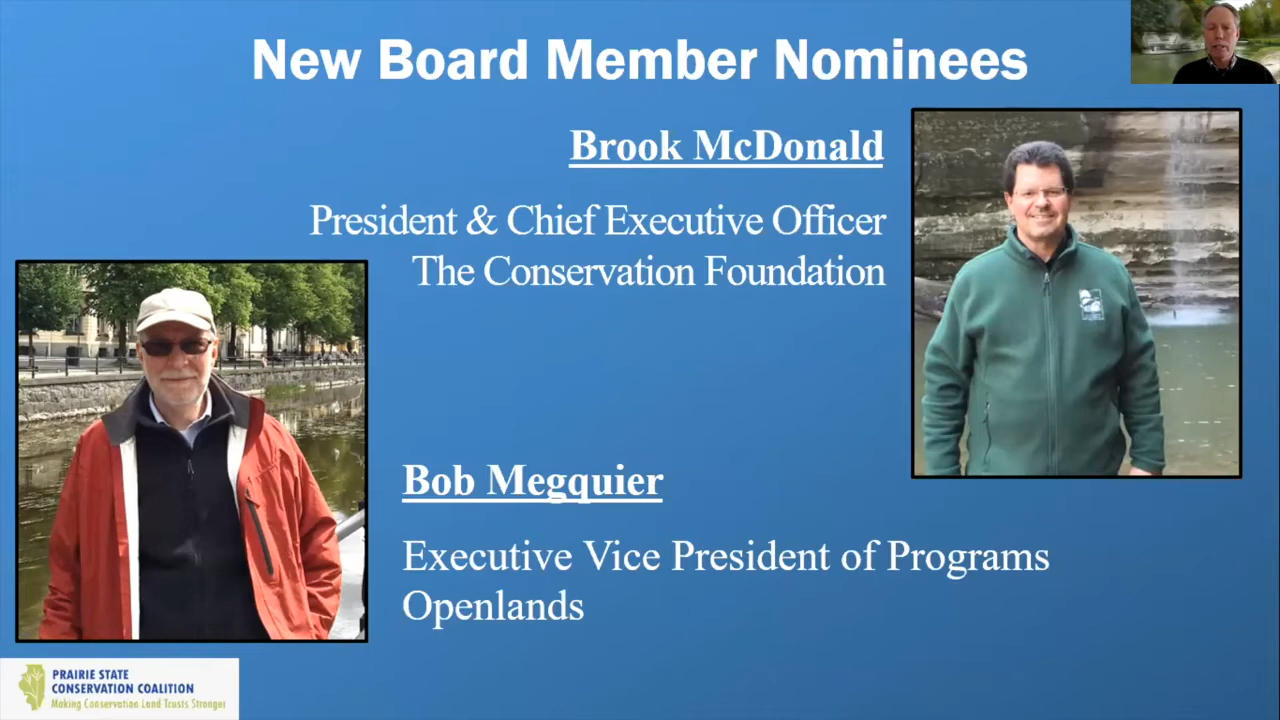 New Board Member Nominees
Brook McDonald
President & Chief Executive Officer
The Conservation Foundation
Bob Megquier
Executive Vice President of Programs
Openlands
PRAIRIE STATE
CONSERVATION COALITION
Making Conservation Land Trusts Stronger